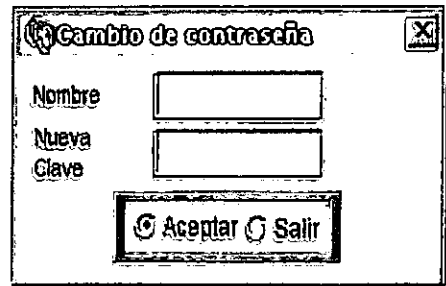 Cambio de contraseña
Nombre
Nueva
Clave
Aceptar Salir